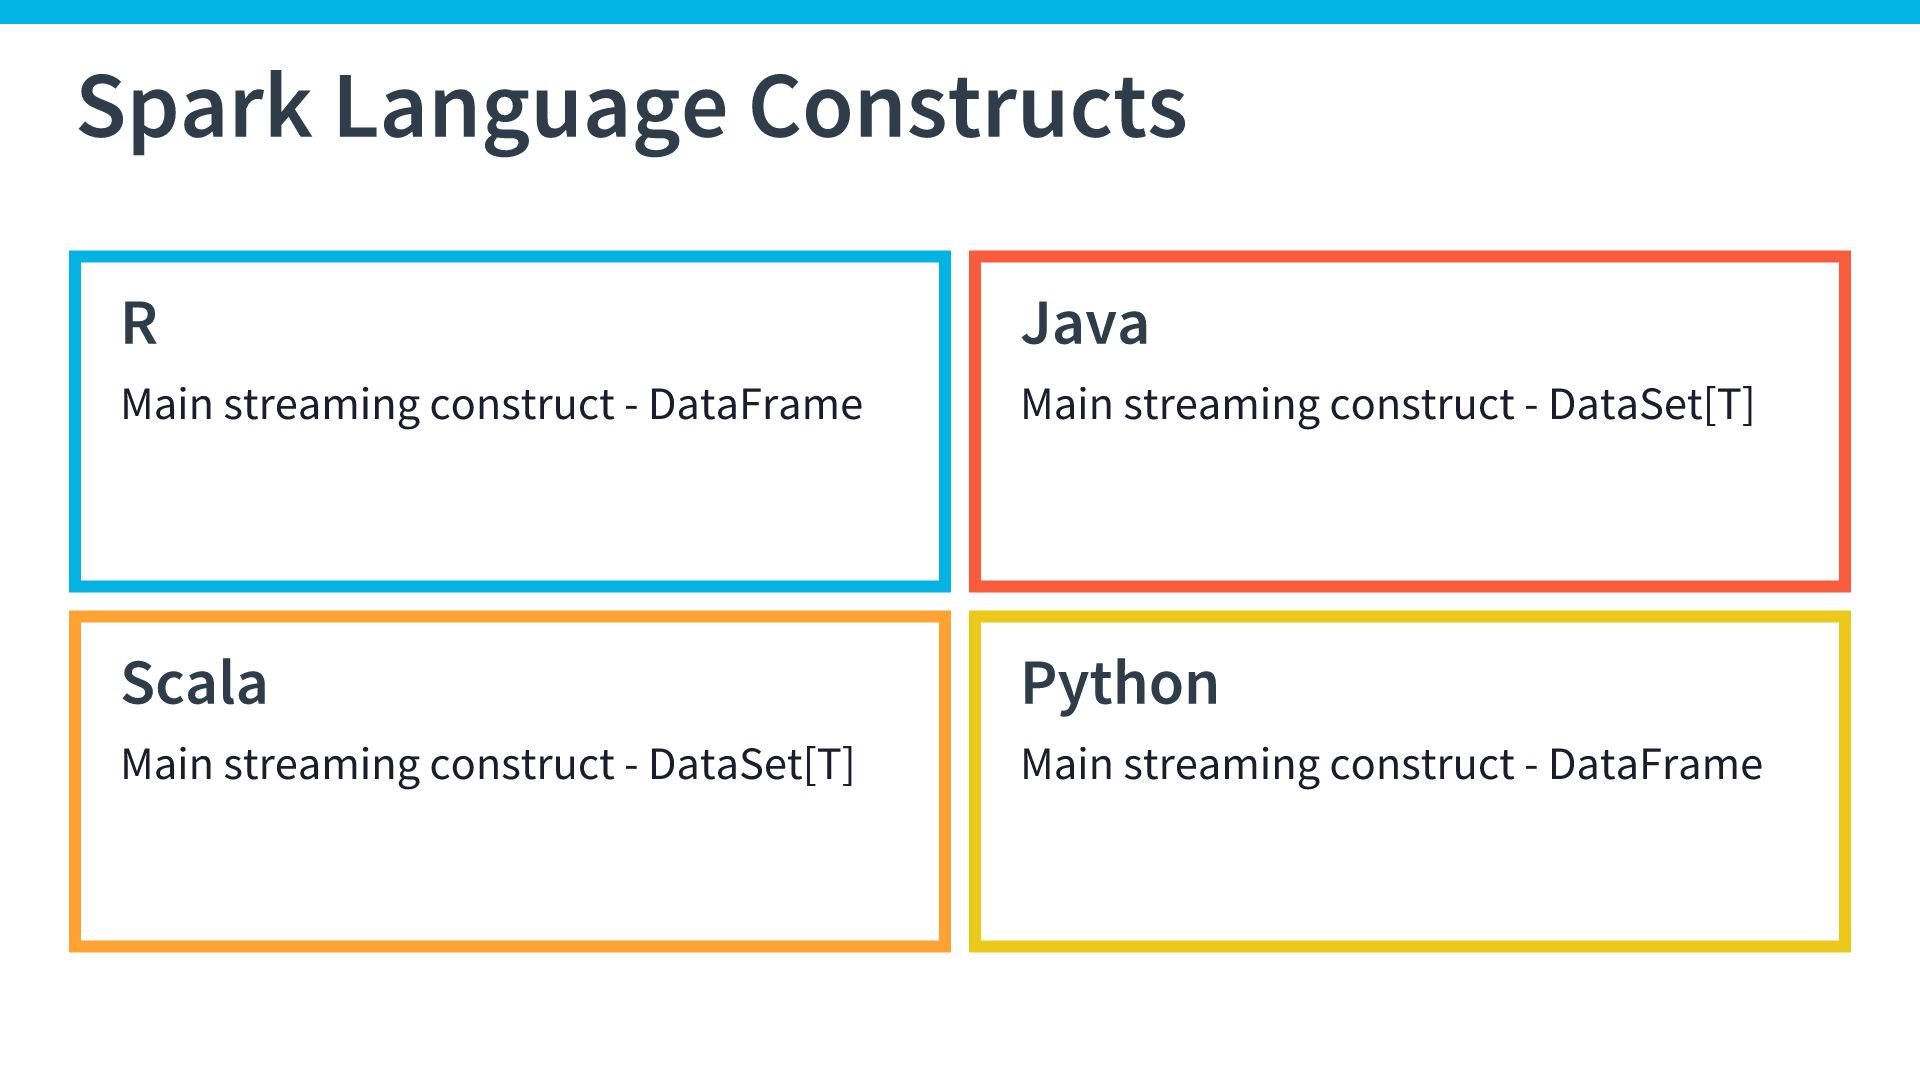 Spark Language Constructs
R
Main streaming construct - DataFrame
Java
Main streaming construct - DataSet[T]
Scala
Main streaming construct - DataSet[T]
Python
Main streaming construct - DataFrame